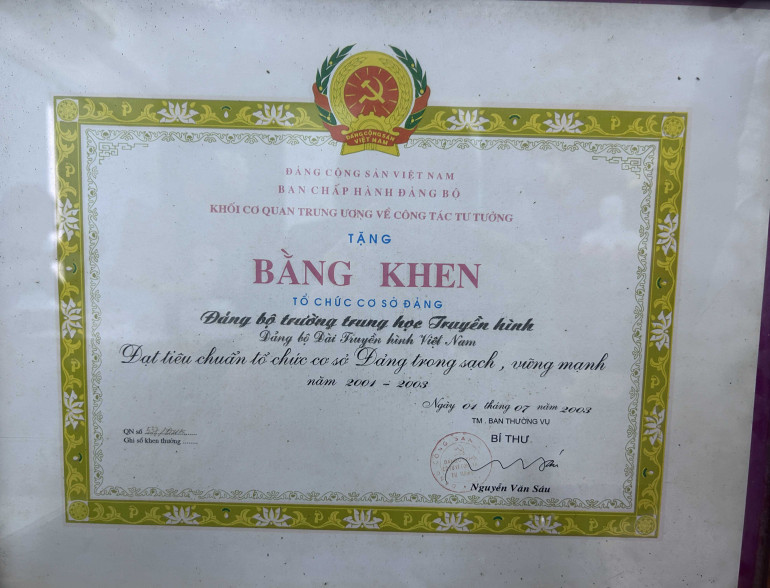 ĐẢNG CỘNG SẢN
VIỆT NAM
ĐẢNG CỘNG SẢN VIỆT NAM
BAN CHẤP HÀNH ĐẢNG BỘ
KHỐI CƠ QUAN TRUNG ƯƠNG VỀ CÔNG TÁC TƯ TƯỞNG
TẶNG
BẰNG KHEN
TỔ CHỨC CƠ SỞ ĐẢNG
Đảng bộ trường trung học Truyền hình
Đảng bộ Đài Truyền hình Việt Nam
Đạt tiêu chuẩn tổ chức cơ sở Đảng trong sạch , vững mạnh
năm 2001 - 2003
Ngày 01 tháng 07 năm 2003
TM . BAN THƯỜNG VỤ
BÍ THƯ
QN số
Ghi sổ khen thưởng .......
Nguyễn Văn Sáu